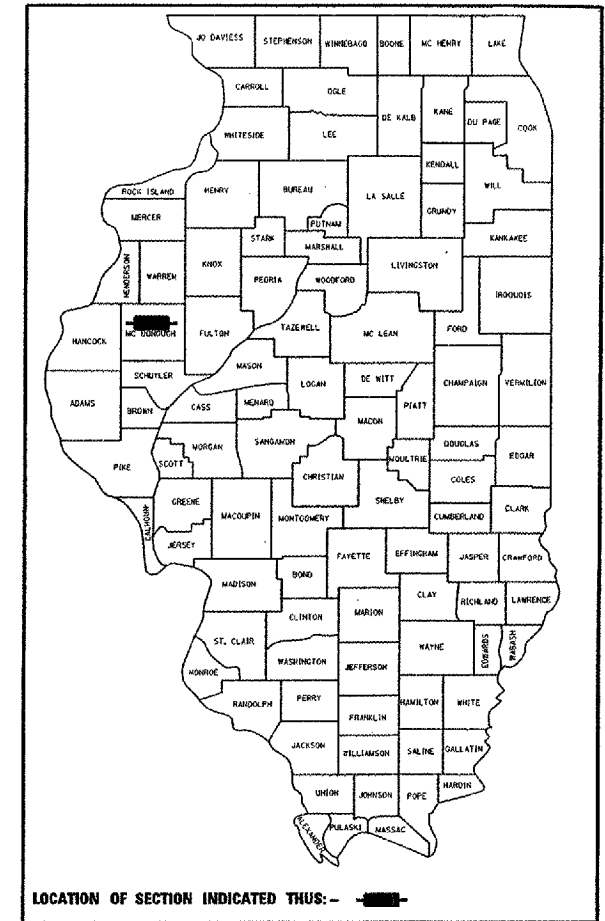 JO DAVIESS STEPHENSON WINNEBAGO BOONE MC HENRY LAKE
CARROLL OGLE DE KALB KANE DU PAGE COOK
WHITESIDE LEE KENDALL WILL
ROCK ISLAND HENRY BUREAU LA SALLE GRUNDY
MERCER PUTNAM KANKAKEE
STARK MARSHALL
HENDERSON WARREN KNOX PEORIA WOODFORD LIVINGSTON IROQUOIS
HANCOCK MC DONOUGH FULTON TAZEWELL MC LEAN FORD
SCHUYLER MASON LOGAN DE WITT CHAMPAIGN VERMILION
ADAMS BROWN CASS MENARD MACON PIATT
PIKE SCOTT MORGAN SANGAMON CHRISTIAN MOULTRIE DOUGLAS EDGAR
COLES
CALHOUN GREENE MACOUPIN MONTGOMERY SHELBY CUMBERLAND CLARK
JERSEY FAYETTE EFFINGHAM JASPER CRAWFORD
MADISON BOND
CLINTON MARION CLAY RICHLAND LAWRENCE
ST. CLAIR WASHINGTON JEFFERSON WAYNE EDWARDS WABASH
MONROE
RANDOLPH PERRY FRANKLIN HAMILTON WHITE
JACKSON WILLIAMSON SALINE GALLATIN
UNION JOHNSON POPE HARDIN
ALEXANDER PULASKI MASSAC
LOCATION OF SECTION INDICATED THUS:-